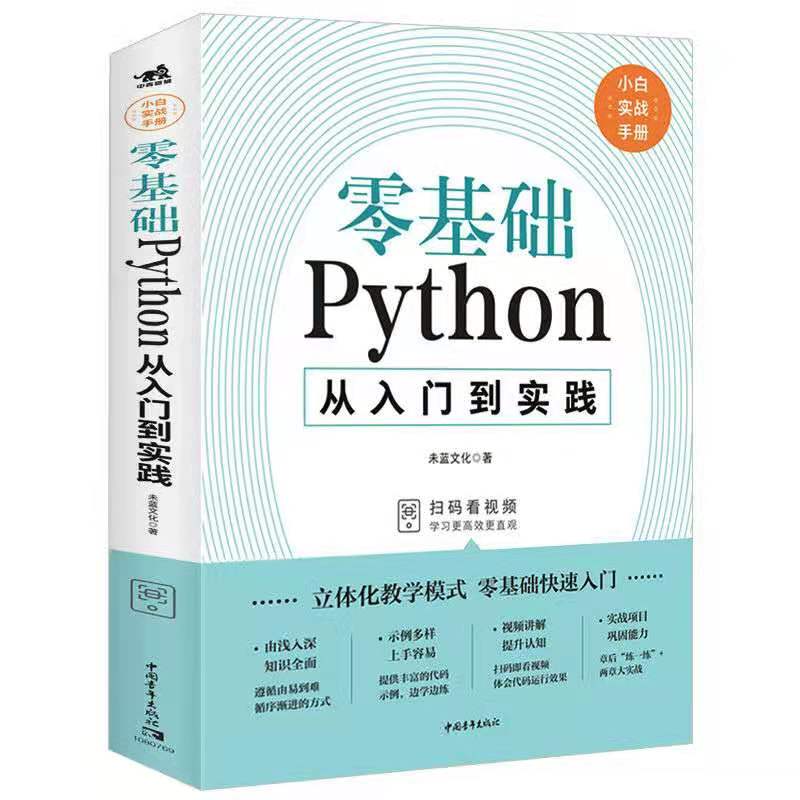 中青雄狮
小白
实战
手册
零基础
Python
从入门到实践
未蓝文化◎著
中国青年出版社
1080769
小白
实战
手册
零基础
Python
从入门到实践
未蓝文化◎著
扫码看视频
学习更高效更直观
······ 立体化教学模式 零基础快速入门 ······
• 由浅入深
知识全面
遵循由易到难
循序渐进的方式
• 示例多样
上手容易
提供丰富的代码
示例，边学边练
• 视频讲解
提升认知
扫码即看视频
体会代码运行效果
• 实战项目
巩固能力
章后“练一练”+
两章大实战
中国青年出版社